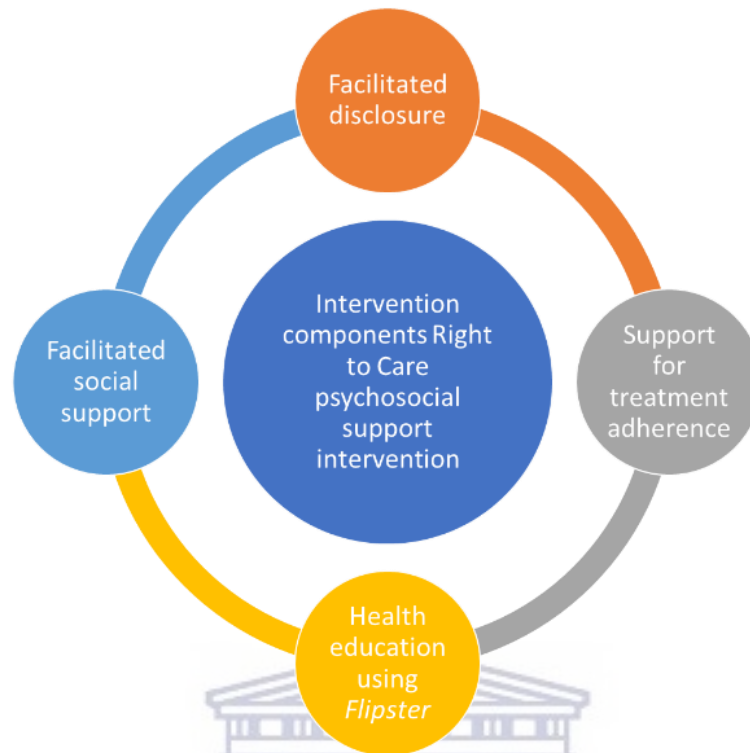 Facilitated
disclosure
Intervention
components Right
to Care
psychosocial
support
intervention
Facilitated
social
support
Support
for
treatment
adherence
Health
education
using
Flipster